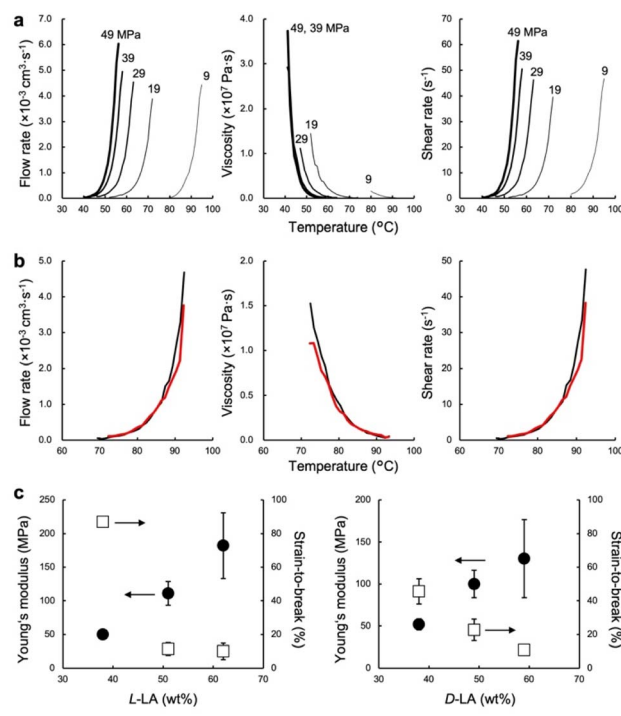 a
Flow rate (×10-3 cm3·s-1)
7.0
6.0
5.0
4.0
3.0
2.0
1.0
0.0
49 MPa
39
29
19
9
30 40 50 60 70 80 90 100
Viscosity (×107 Pa·s)
4.0
3.0
2.0
1.0
0.0
49, 39 MPa
19
29
9
30 40 50 60 70 80 90 100
Shear rate (s-1)
70
60
50
40
30
20
10
0
49 MPa
39
29
19
9
30 40 50 60 70 80 90 100
Temperature (°C)
b
Flow rate (×10-3 cm3·s-1)
5.0
4.0
3.0
2.0
1.0
0.0
60 70 80 90 100
Viscosity (×107 Pa·s)
2.0
1.5
1.0
0.5
0.0
60 70 80 90 100
Shear rate (s-1)
50
40
30
20
10
0
60 70 80 90 100
Temperature (°C)
c
Young's modulus (MPa)
250
200
150
100
50
0
30 40 50 60 70
L-LA (wt%)
100
80
60
40
20
0
Strain-to-break (%)
Young's modulus (MPa)
200
150
100
50
0
30 40 50 60 70
D-LA (wt%)
100
80
60
40
20
0
Strain-to-break (%)